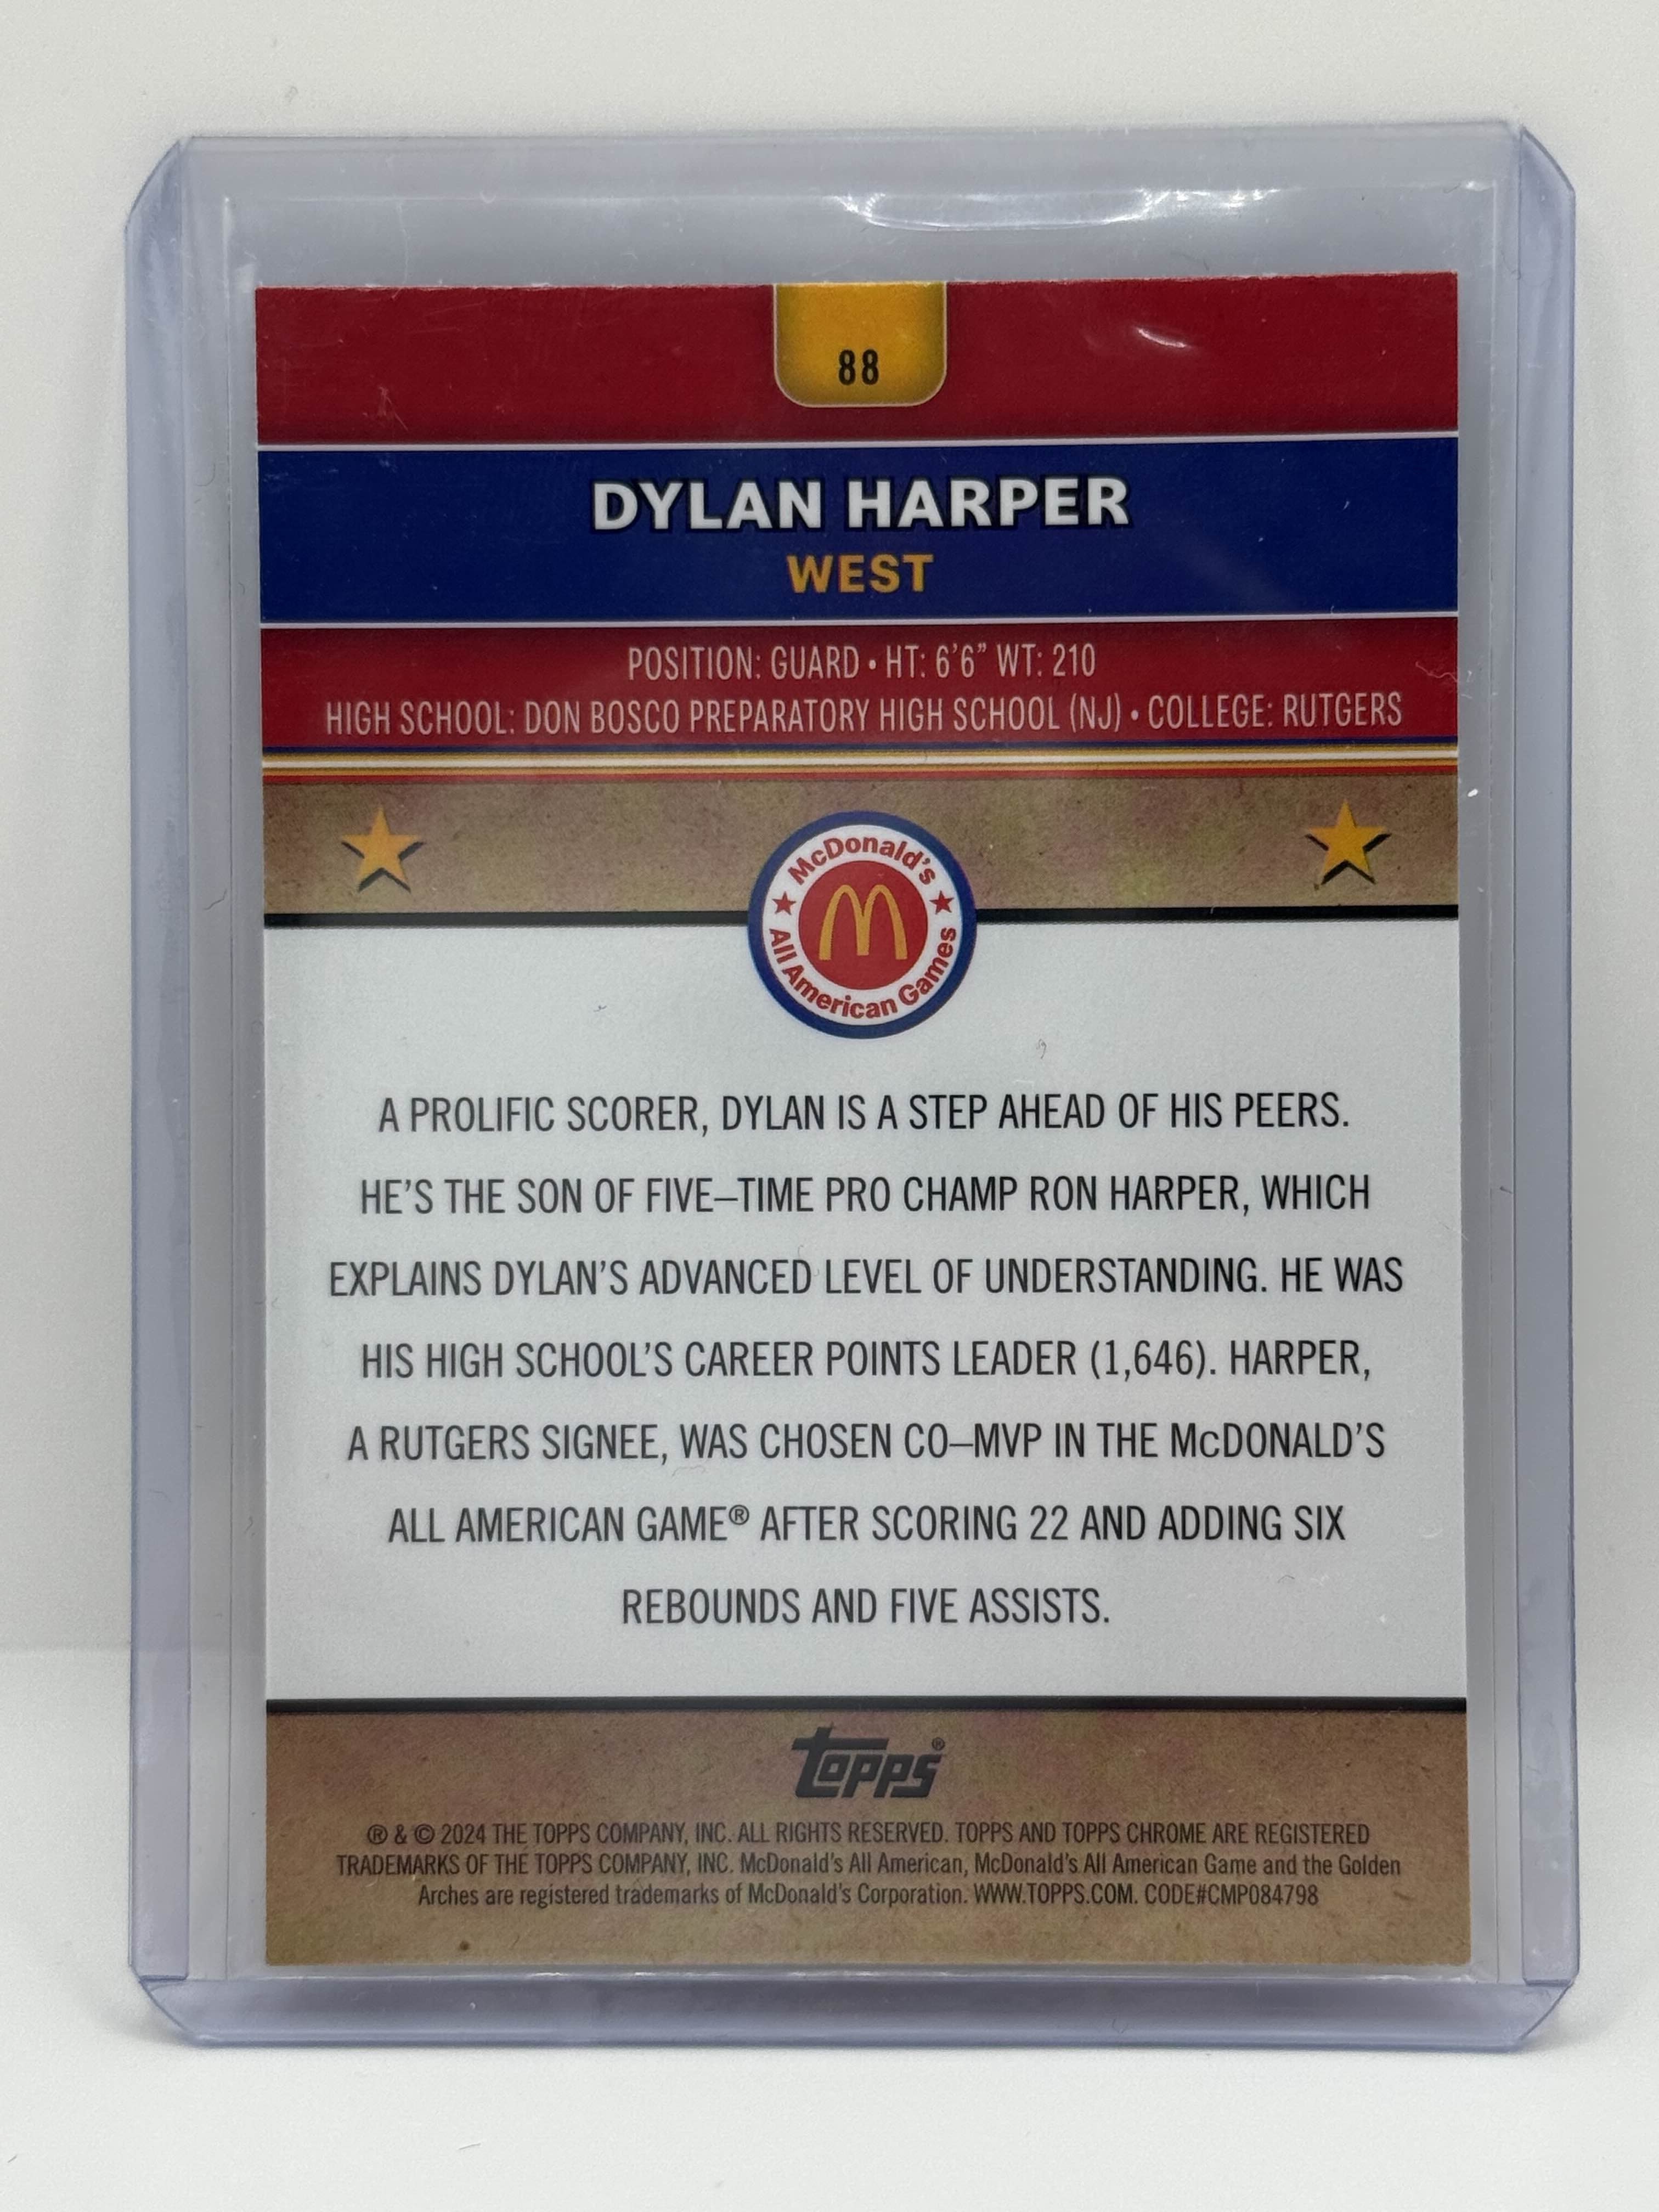 88
DYLAN HARPER
WEST
POSITION: GUARD • HT: 6'6" WT: 210
HIGH SCHOOL: DON BOSCO PREPARATORY HIGH SCHOOL (NJ) • COLLEGE: RUTGERS
McDonald's
All American Games
A PROLIFIC SCORER, DYLAN IS A STEP AHEAD OF HIS PEERS.
HE'S THE SON OF FIVE–TIME PRO CHAMP RON HARPER, WHICH
EXPLAINS DYLAN'S ADVANCED LEVEL OF UNDERSTANDING. HE WAS
HIS HIGH SCHOOL'S CAREER POINTS LEADER (1,646). HARPER,
A RUTGERS SIGNEE, WAS CHOSEN CO–MVP IN THE McDONALD'S
ALL AMERICAN GAME® AFTER SCORING 22 AND ADDING SIX
REBOUNDS AND FIVE ASSISTS.
topps®
® & © 2024 THE TOPPS COMPANY, INC. ALL RIGHTS RESERVED. TOPPS AND TOPPS CHROME ARE REGISTERED
TRADEMARKS OF THE TOPPS COMPANY, INC. McDonald's All American, McDonald's All American Game and the Golden
Arches are registered trademarks of McDonald's Corporation. WWW.TOPPS.COM. CODE#CMP084798